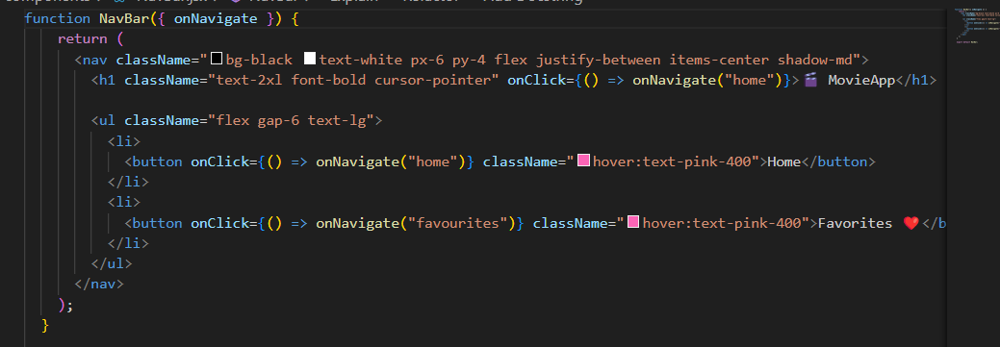 function NavBar({ onNavigate }) {
return (
<nav className="bg-black text-white px-6 py-4 flex justify-between items-center shadow-md">
<h1 className="text-2xl font-bold cursor-pointer" onClick={() => onNavigate("home")}>🎬 MovieApp</h1>
<ul className="flex gap-6 text-lg">
<li>
<button onClick={() => onNavigate("home")} className="hover:text-pink-400">Home</button>
</li>
<li>
<button onClick={() => onNavigate("favourites")} className="hover:text-pink-400">Favorites ❤️</b
</li>
</ul>
</nav>
);
}